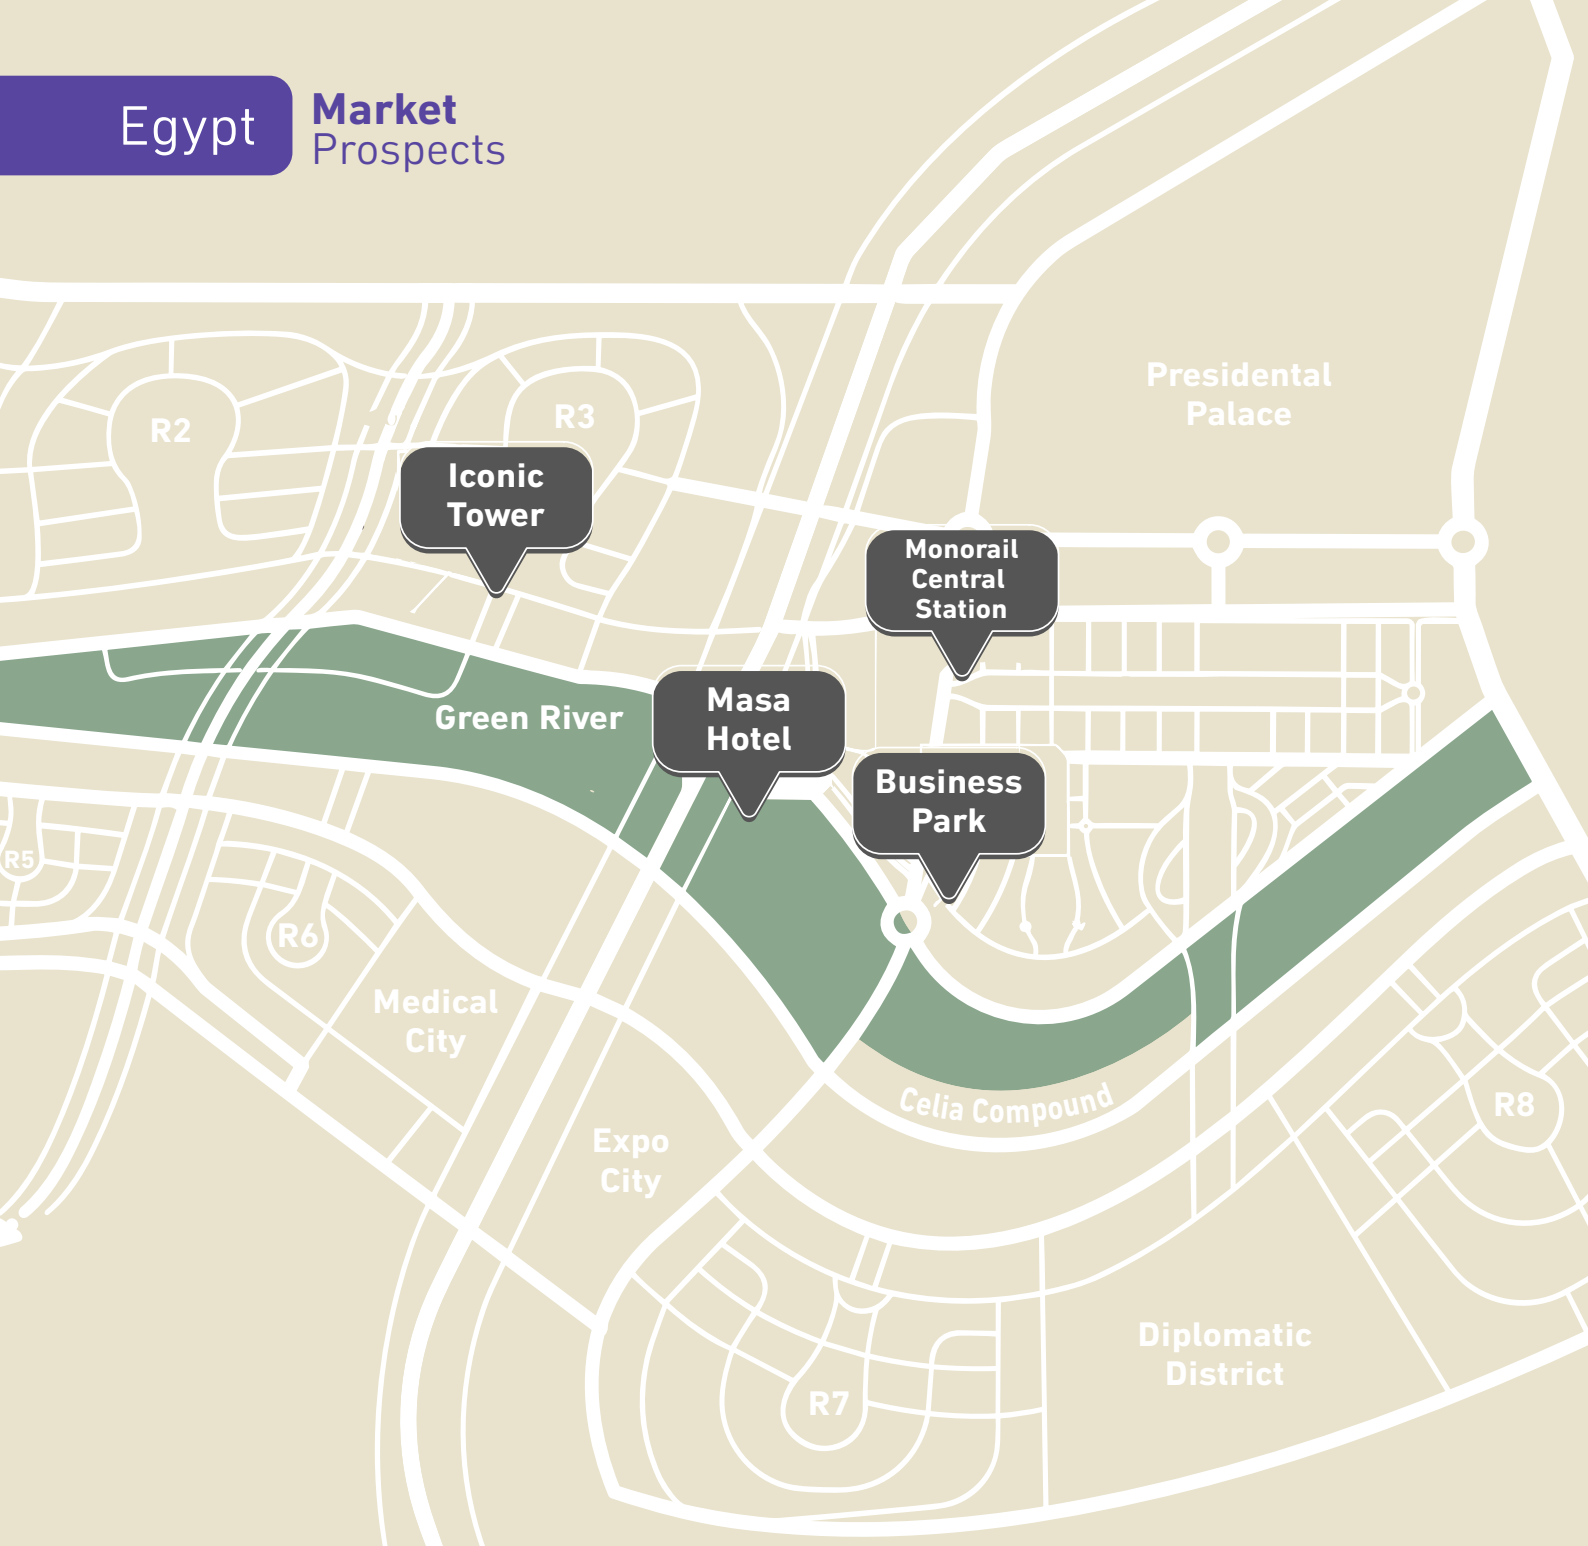 Egypt
Market
Prospects
Presidential
Palace
R2
R3
Iconic
Tower
Monorail
Central
Station
Green River
Masa
Hotel
Business
Park
R5
R6
Medical
City
Celia Compound
R8
Expo
City
Diplomatic
District
R7